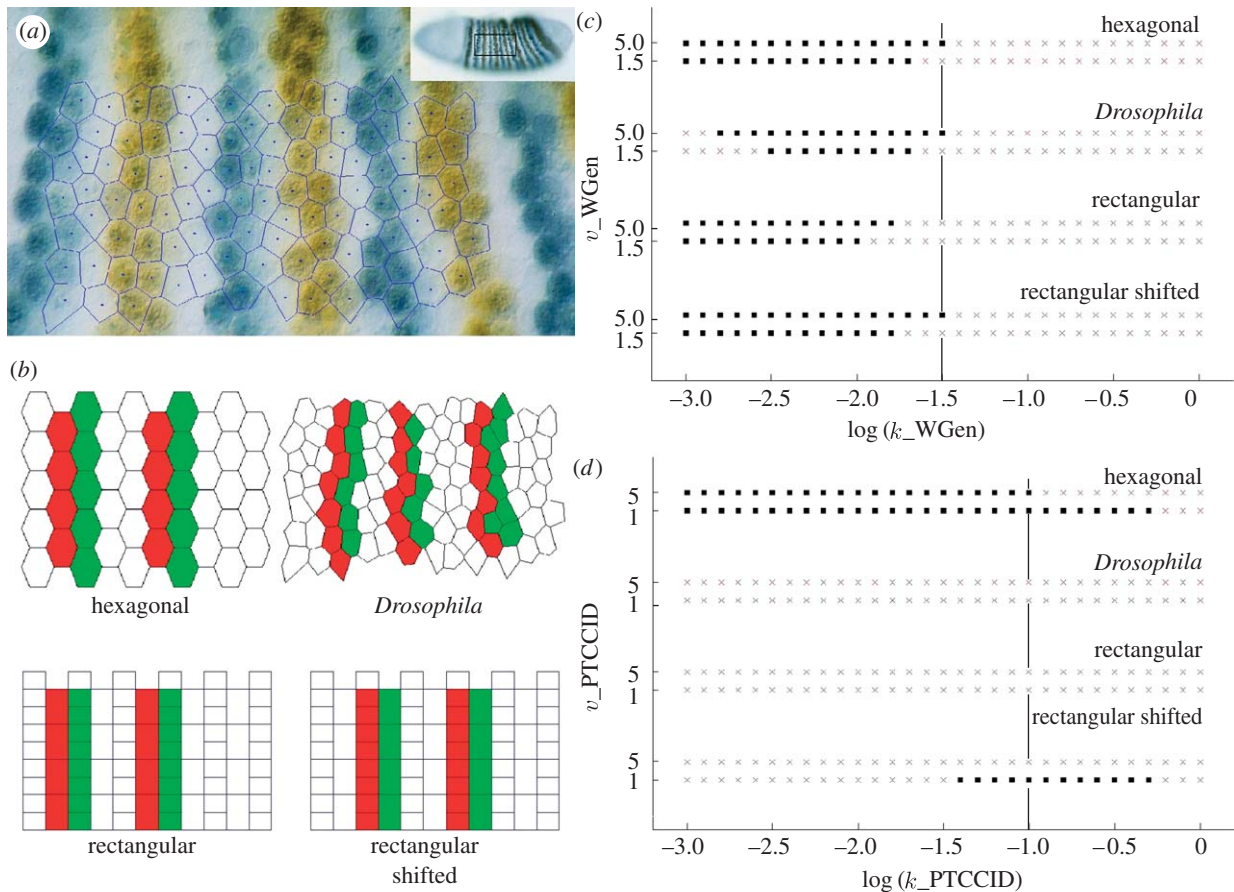 (a)
(b)
hexagonal
Drosophila
rectangular
rectangular
shifted
(c)
v_WGen
5.0
1.5
hexagonal
5.0
1.5
Drosophila
5.0
1.5
rectangular
5.0
1.5
rectangular shifted
−3.0 −2.5 −2.0 −1.5 −1.0 −0.5 0
log (k_WGen)
(d)
v_PTCCID
5
1
hexagonal
5
1
Drosophila
5
1
rectangular
5
1
rectangular shifted
−3.0 −2.5 −2.0 −1.5 −1.0 −0.5 0
log (k_PTCCID)